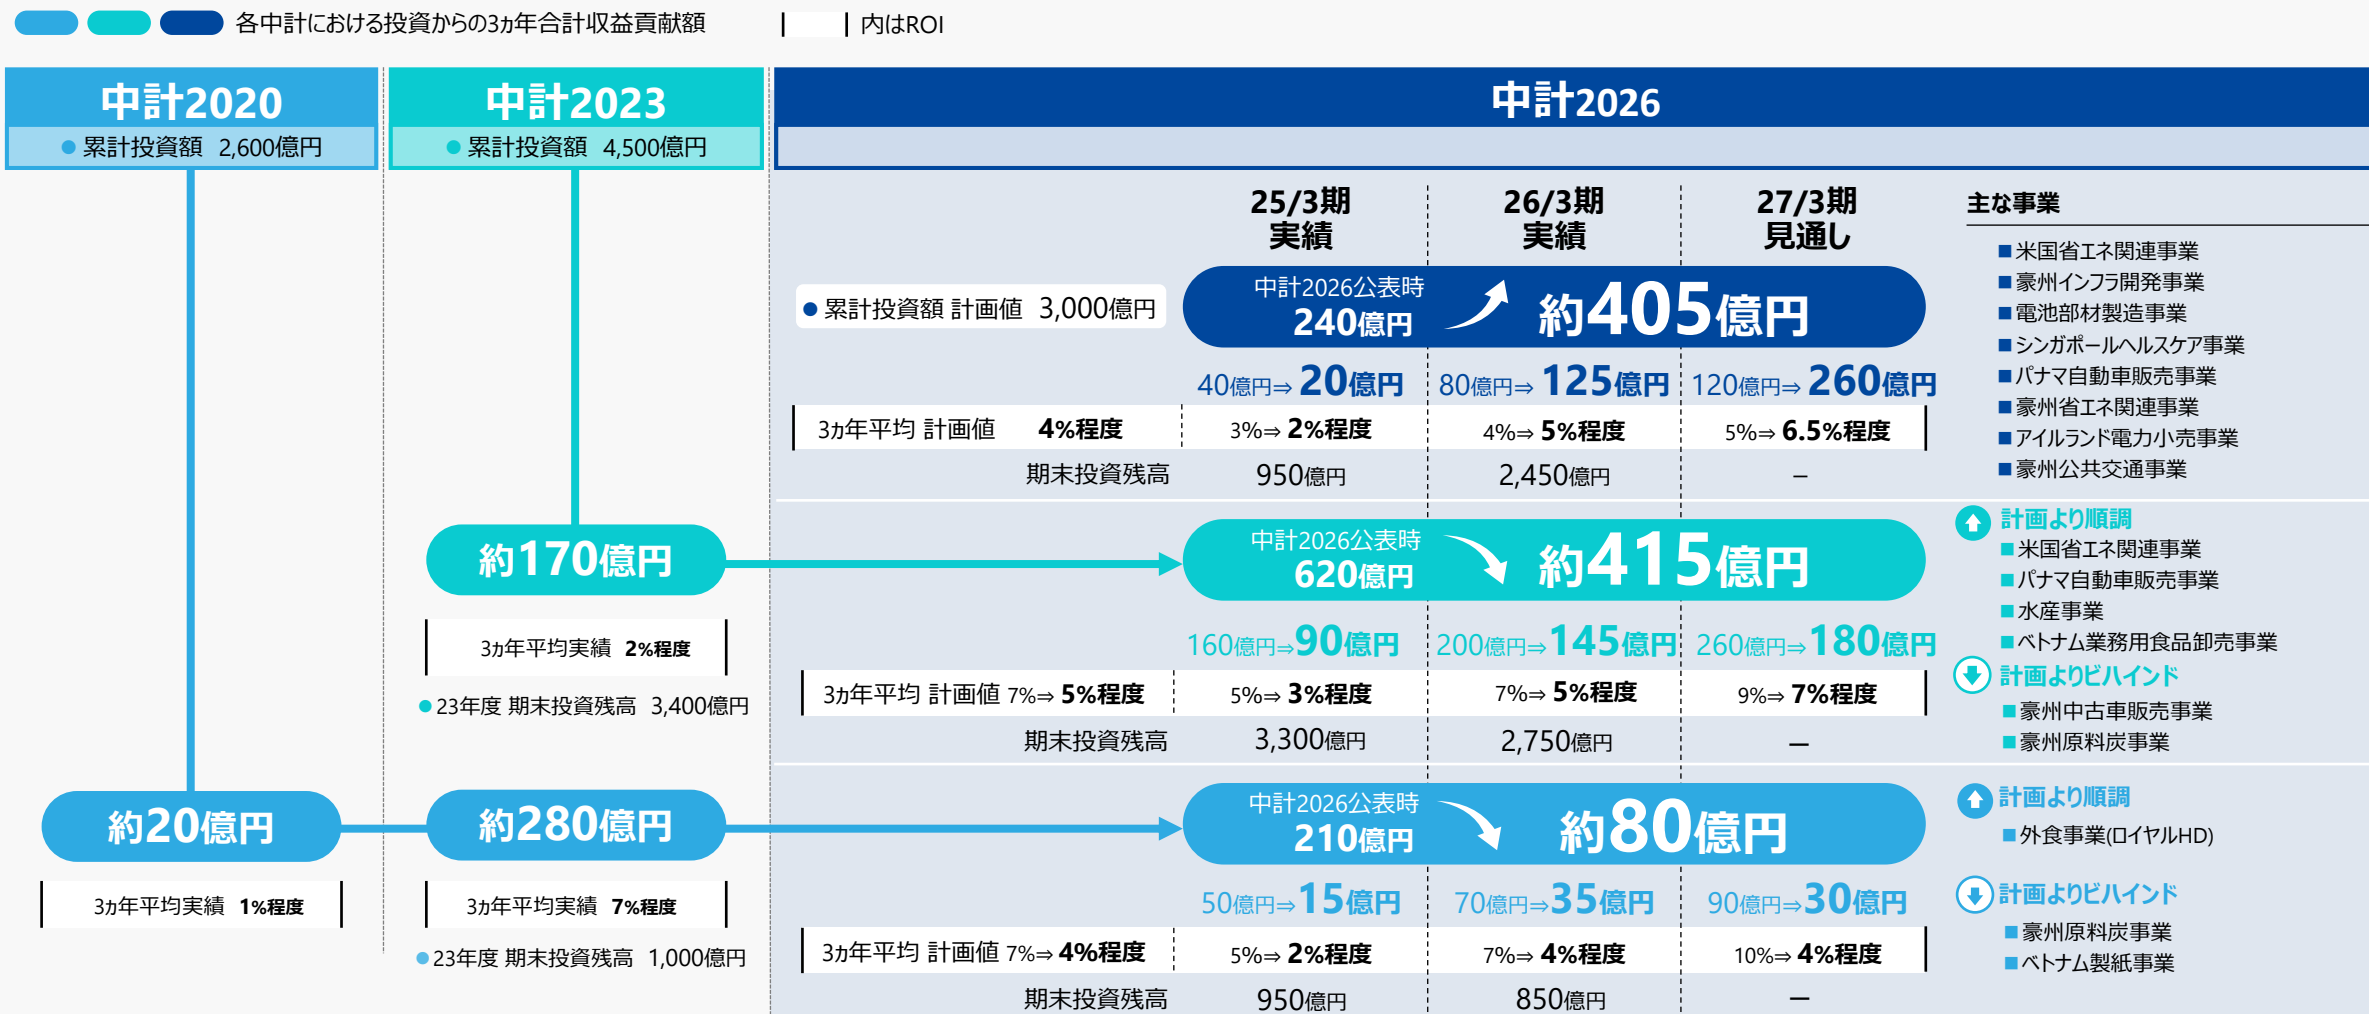 各中計における投資からの3ヵ年合計収益貢献額　内はROI
中計2020
● 累計投資額 2,600億円
中計2023
● 累計投資額 4,500億円
中計2026
25/3期
実績
26/3期
実績
27/3期
見通し
主な事業
● 累計投資額 計画値 3,000億円
中計2026公表時
240億円
約405億円
40億円⇒ 20億円
80億円⇒ 125億円
120億円⇒ 260億円
3ヵ年平均 計画値 4%程度
3%⇒ 2%程度
4%⇒ 5%程度
5%⇒ 6.5%程度
期末投資残高
950億円
2,450億円
–
■ 米国省エネ関連事業
■ 豪州インフラ開発事業
■ 電池部材製造事業
■ シンガポールヘルスケア事業
■ パナマ自動車販売事業
■ 豪州省エネ関連事業
■ アイルランド電力小売事業
■ 豪州公共交通事業
約170億円
3ヵ年平均実績 2%程度
● 23年度 期末投資残高 3,400億円
中計2026公表時
620億円
約415億円
160億円⇒90億円
200億円⇒145億円
260億円⇒180億円
3ヵ年平均 計画値 7%⇒ 5%程度
5%⇒ 3%程度
7%⇒ 5%程度
9%⇒ 7%程度
期末投資残高
3,300億円
2,750億円
–
計画より順調
■ 米国省エネ関連事業
■ パナマ自動車販売事業
■ 水産事業
■ ベトナム業務用食品卸売事業
計画よりビハインド
■ 豪州中古車販売事業
■ 豪州原料炭事業
約20億円
3ヵ年平均実績 1%程度
約280億円
3ヵ年平均実績 7%程度
● 23年度 期末投資残高 1,000億円
中計2026公表時
210億円
約80億円
50億円⇒15億円
70億円⇒35億円
90億円⇒30億円
3ヵ年平均 計画値 7%⇒ 4%程度
5%⇒ 2%程度
7%⇒ 4%程度
10%⇒ 4%程度
期末投資残高
950億円
850億円
–
計画より順調
■ 外食事業(ロイヤルHD)
計画よりビハインド
■ 豪州原料炭事業
■ ベトナム製紙事業